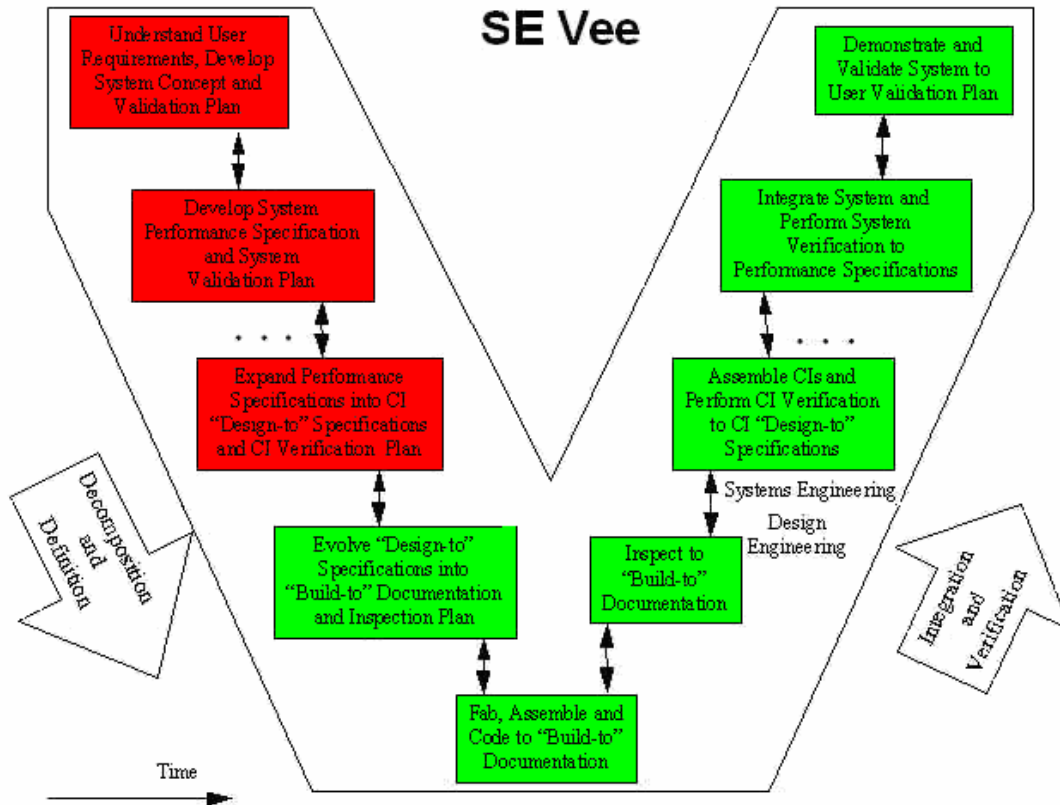 SE Vee
Understand User
Requirements, Develop
System Concept and
Validation Plan
Develop System
Performance Specification
and System
Validation Plan
. . . .
Expand Performance
Specifications into CI
“Design-to” Specifications
and CI Verification Plan
Evolve “Design-to”
Specifications into
“Build-to” Documentation
and Inspection Plan
Fab, Assemble and
Code to “Build-to”
Documentation
Inspect to
“Build-to”
Documentation
Systems Engineering
Design
Engineering
Assemble CIs and
Perform CI Verification
to CI “Design-to”
Specifications
. . . .
Integrate System and
Perform System
Verification to
Performance Specifications
Demonstrate and
Validate System to
User Validation Plan
Decomposition
and
Definition
Integration
and
Verification
Time